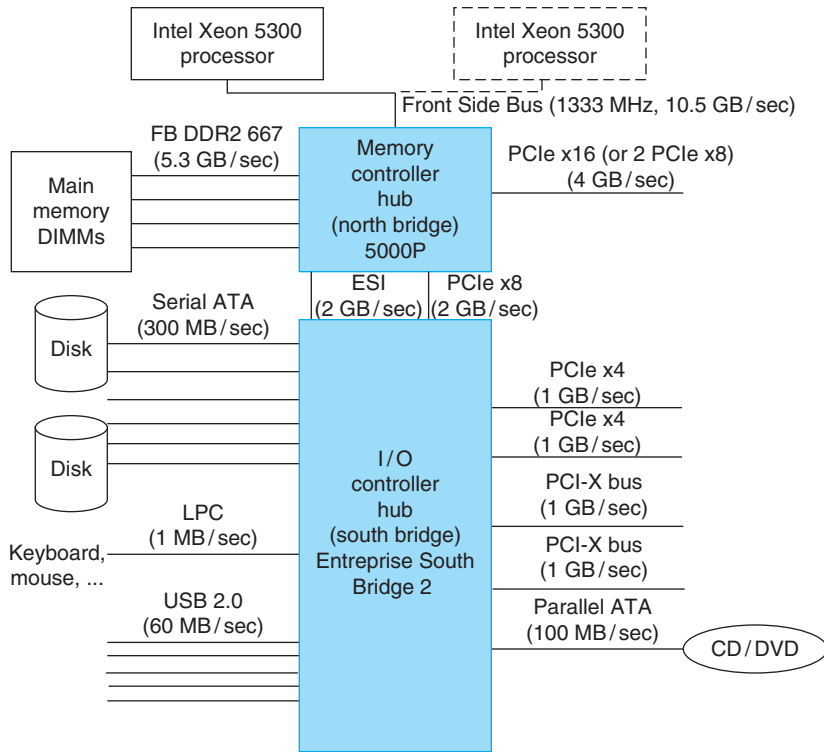 Intel Xeon 5300
processor
Intel Xeon 5300
processor
Front Side Bus (1333 MHz, 10.5 GB/sec)
FB DDR2 667
(5.3 GB/sec)
Main
memory
DIMMs
Memory
controller
hub
(north bridge)
5000P
PCIe x16 (or 2 PCIe x8)
(4 GB/sec)
ESI
(2 GB/sec)
PCIe x8
(2 GB/sec)
Serial ATA
(300 MB/sec)
Disk
Disk
LPC
(1 MB/sec)
Keyboard,
mouse, ...
USB 2.0
(60 MB/sec)
I/O
controller
hub
(south bridge)
Entreprise South
Bridge 2
PCIe x4
(1 GB/sec)
PCIe x4
(1 GB/sec)
PCI-X bus
(1 GB/sec)
PCI-X bus
(1 GB/sec)
Parallel ATA
(100 MB/sec)
CD/DVD